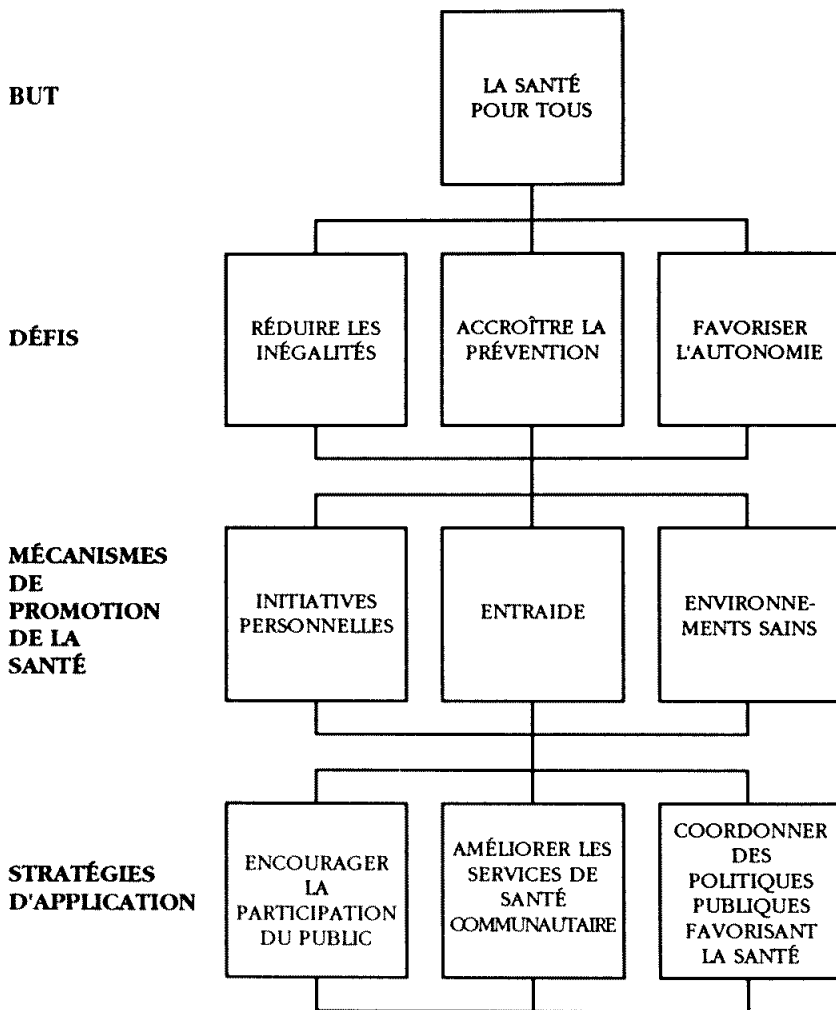 BUT
LA SANTÉ
POUR TOUS
DÉFIS
RÉDUIRE LES
INÉGALITÉS
ACCROÎTRE LA
PRÉVENTION
FAVORISER
L'AUTONOMIE
MÉCANISMES
DE
PROMOTION
DE LA
SANTÉ
INITIATIVES
PERSONNELLES
ENTRAIDE
ENVIRONNE-
MENTS SAINS
STRATÉGIES
D'APPLICATION
ENCOURAGER
LA
PARTICIPATION
DU PUBLIC
AMÉLIORER LES
SERVICES DE
SANTÉ
COMMUNAUTAIRE
COORDONNER
DES
POLITIQUES
PUBLIQUES
FAVORISANT
LA SANTÉ